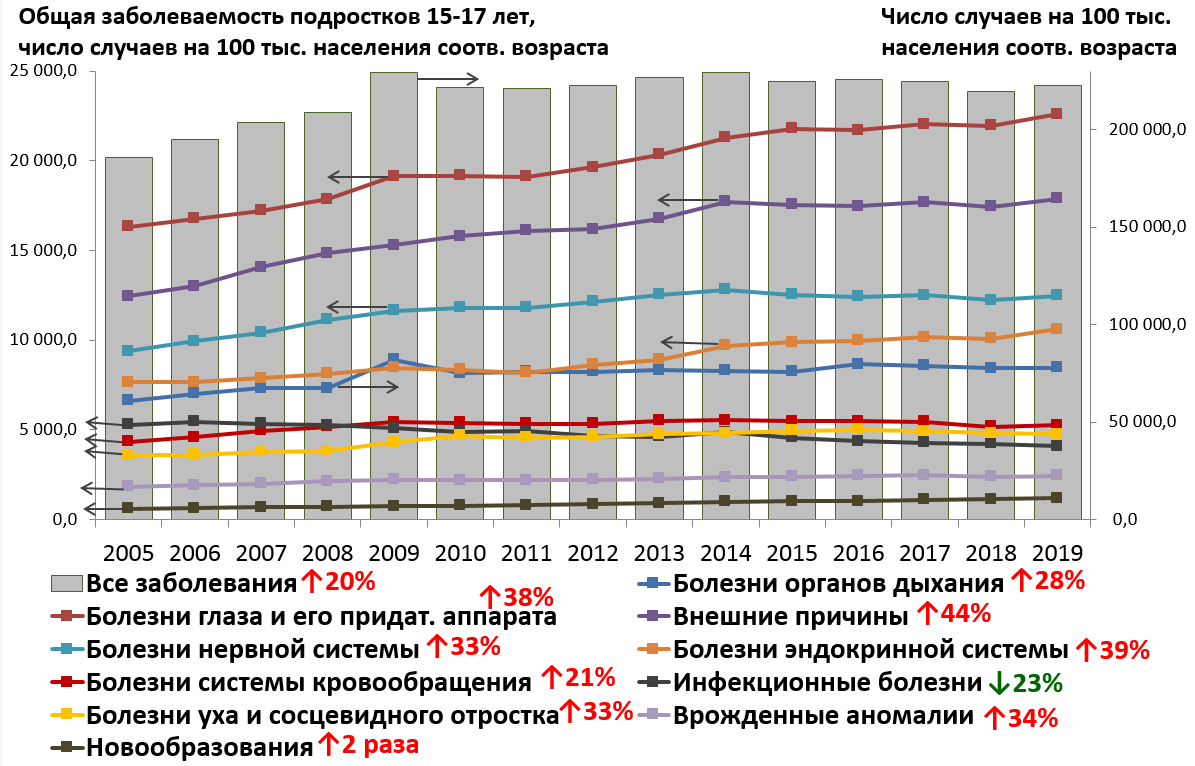 Общая заболеваемость подростков 15-17 лет,
число случаев на 100 тыс. населения соотв. возраста
Число случаев на 100 тыс.
населения соотв. возраста
25 000,0
20 000,0
15 000,0
10 000,0
5 000,0
0,0
200 000,0
150 000,0
100 000,0
50 000,0
0,0
2005 2006 2007 2008 2009 2010 2011 2012 2013 2014 2015 2016 2017 2018 2019
Все заболевания ↑20%
Болезни органов дыхания ↑28%
↑38%
Болезни глаза и его придат. аппарата
Внешние причины ↑44%
Болезни нервной системы ↑33%
Болезни эндокринной системы ↑39%
Болезни системы кровообращения ↑21%
Инфекционные болезни ↓23%
Болезни уха и сосцевидного отростка ↑33%
Врожденные аномалии ↑34%
Новообразования ↑2 раза